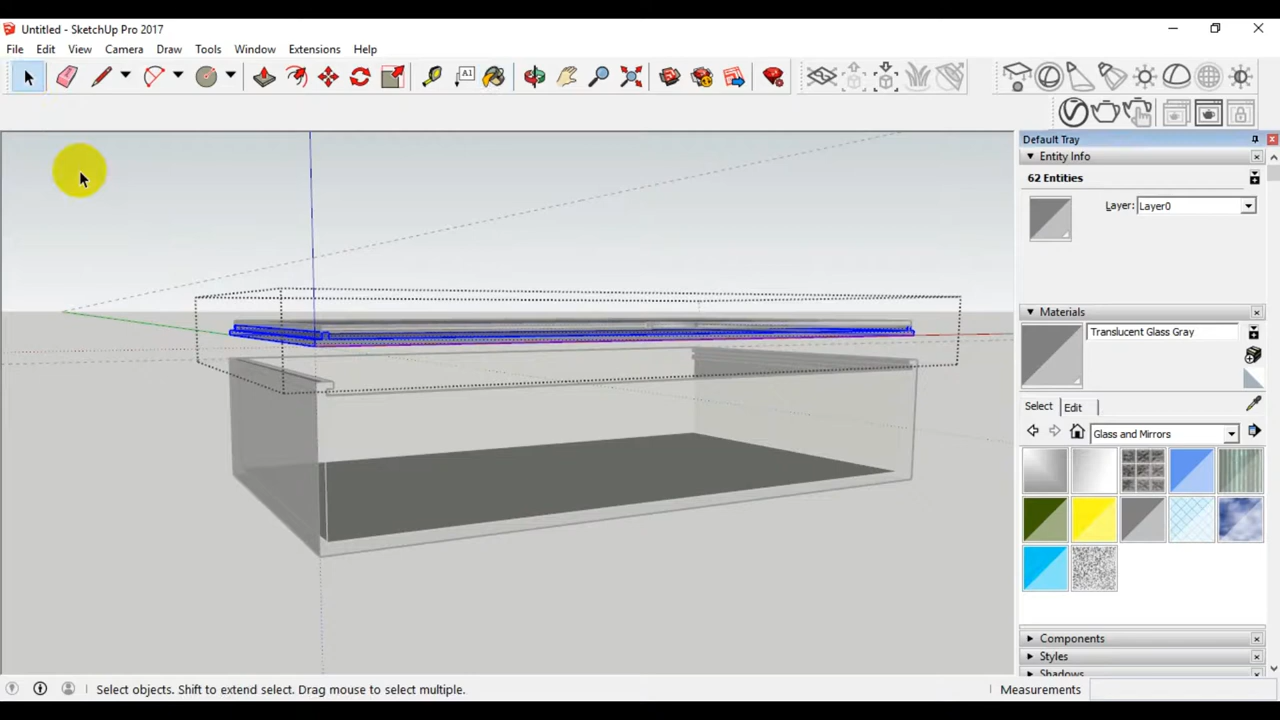 Untitled - SketchUp Pro 2017
File Edit View Camera Draw Tools Window Extensions Help
A1
Default Tray
Entity Info
62 Entities
Layer: Layer0
Materials
Translucent Glass Gray
Select Edit
Glass and Mirrors
Components
Styles
Shadows
Select objects. Shift to extend select. Drag mouse to select multiple.
Measurements